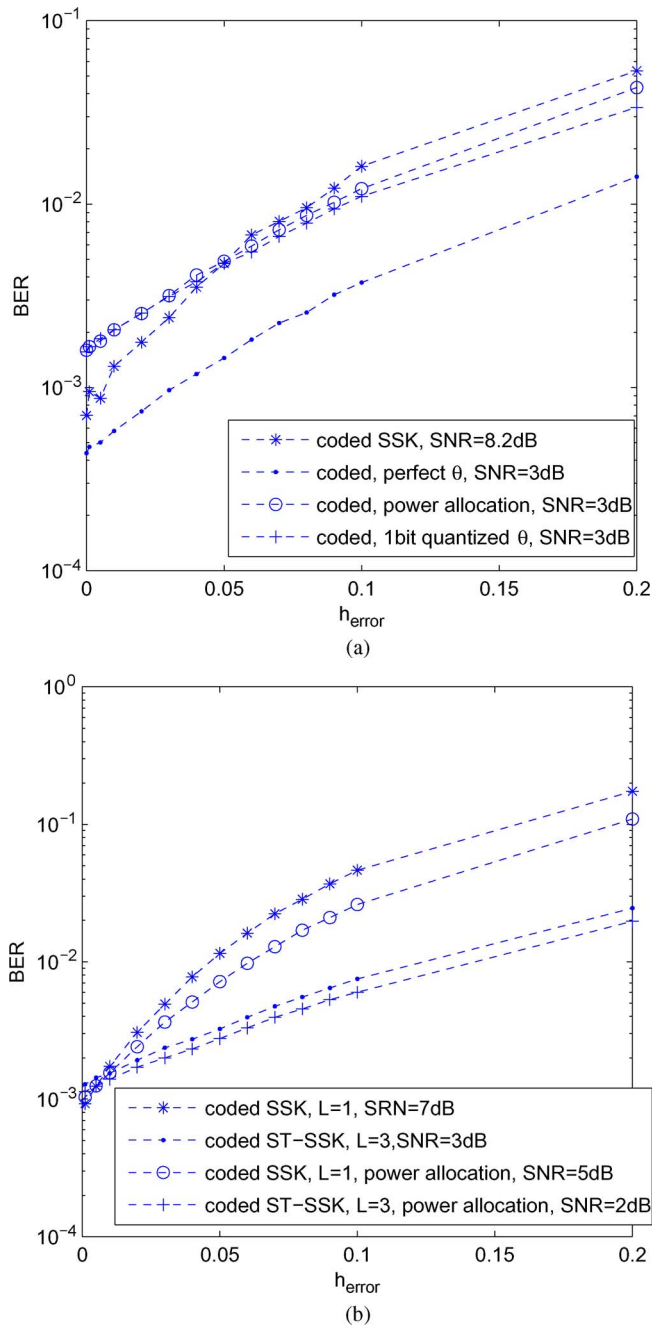 10^-1
10^-2
10^-3
10^-4
BER
coded SSK, SNR=8.2dB
coded, perfect θ, SNR=3dB
coded, power allocation, SNR=3dB
coded, 1bit quantized θ, SNR=3dB
0 0.05 0.1 0.15 0.2
h_error
(a)
10^0
10^-1
10^-2
10^-3
10^-4
BER
coded SSK, L=1, SRN=7dB
coded ST-SSK, L=3,SNR=3dB
coded SSK, L=1, power allocation, SNR=5dB
coded ST-SSK, L=3, power allocation, SNR=2dB
0 0.05 0.1 0.15 0.2
h_error
(b)